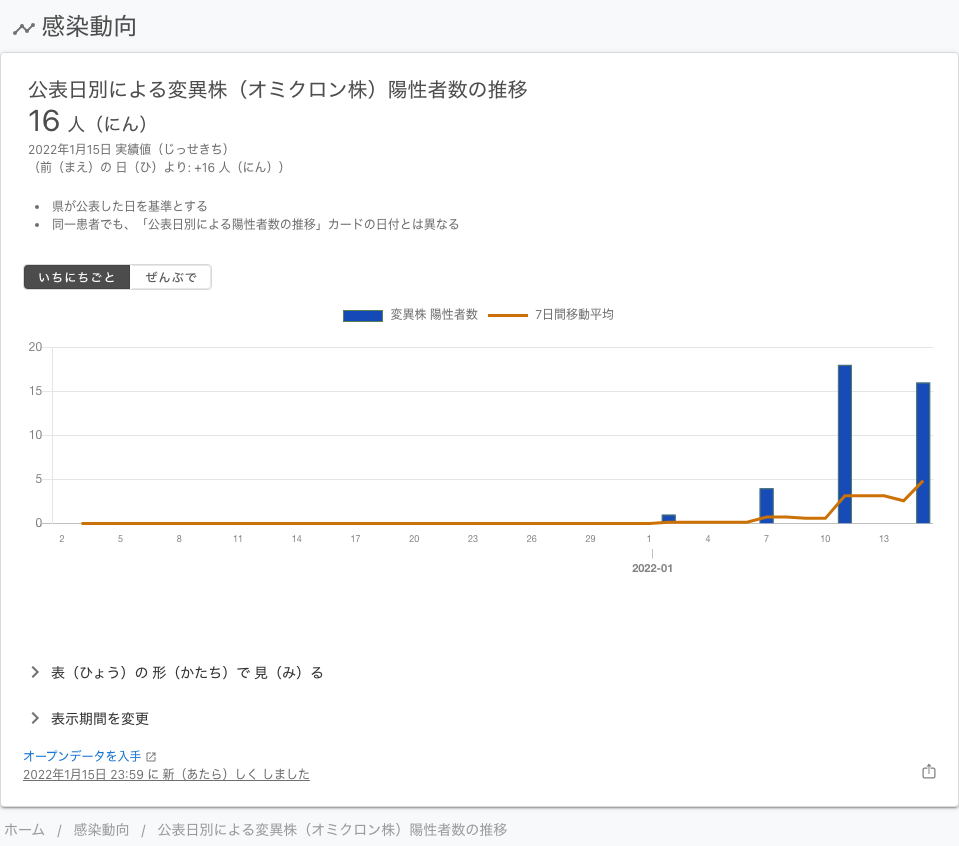 感染動向
公表日別による変異株（オミクロン株）陽性者数の推移
16 人（にん）
2022年1月15日 実績値（じっせきち）
（前（まえ）の 日（ひ）より: +16 人（にん））
• 県が公表した日を基準とする
• 同一患者でも、「公表日別による陽性者数の推移」カードの日付とは異なる
いちにちごと ぜんぶで
変異株 陽性者数 7日間移動平均
20
15
10
5
0
2 5 8 11 14 17 20 23 26 29 1 4 7 10 13
2022-01
表（ひょう）の 形（かたち）で 見（み）る
表示期間を変更
オープンデータを入手
2022年1月15日 23:59 に 新（あたら）しく しました
ホーム / 感染動向 / 公表日別による変異株（オミクロン株）陽性者数の推移